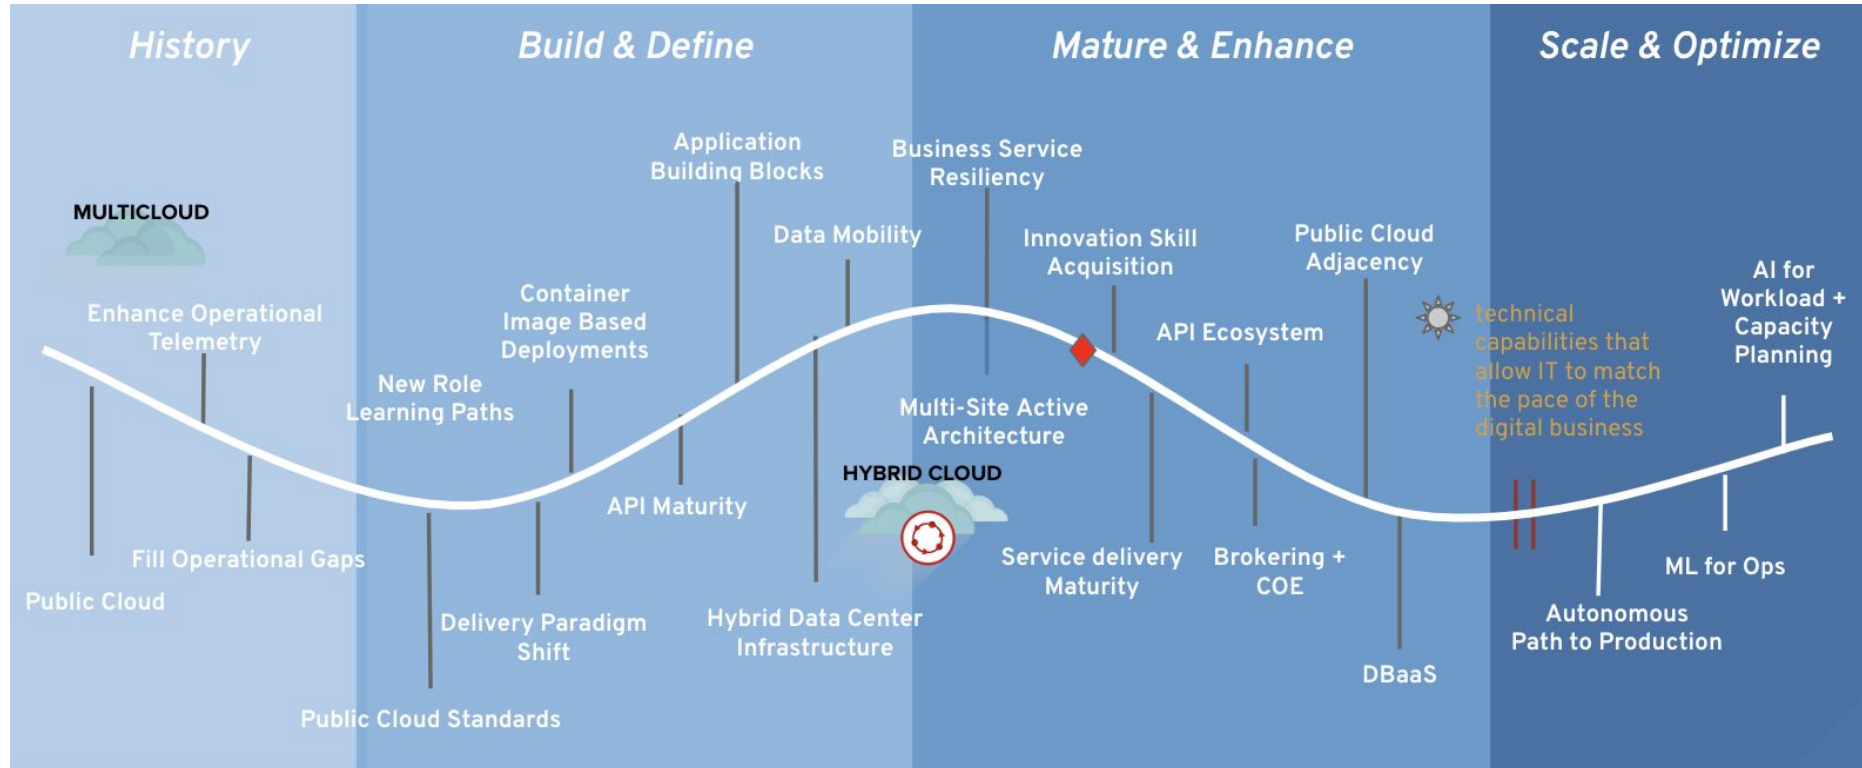 History
Build & Define
Mature & Enhance
Scale & Optimize
MULTICLOUD
Enhance Operational
Telemetry
Public Cloud
Fill Operational Gaps
New Role
Learning Paths
Public Cloud Standards
Container
Image Based
Deployments
Delivery Paradigm
Shift
API Maturity
Application
Building Blocks
Data Mobility
Hybrid Data Center
Infrastructure
HYBRID CLOUD
Business Service
Resiliency
Multi-Site Active
Architecture
Innovation Skill
Acquisition
Service delivery
Maturity
API Ecosystem
Brokering +
COE
Public Cloud
Adjacency
DBaaS
technical
capabilities that
allow IT to match
the pace of the
digital business
Autonomous
Path to Production
ML for Ops
AI for
Workload +
Capacity
Planning